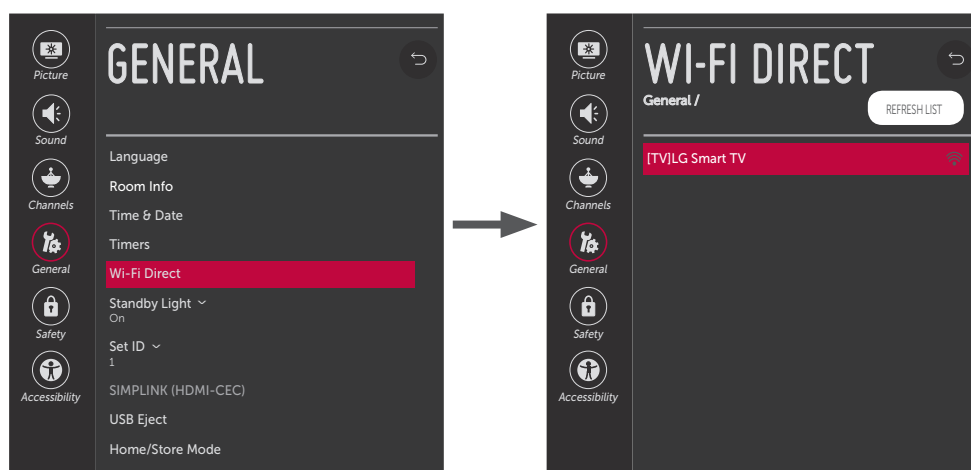 Picture
Sound
Channels
General
Safety
Accessibility
GENERAL
Language
Room Info
Time & Date
Timers
Wi-Fi Direct
Standby Light
On
Set ID
1
SIMPLINK (HDMI-CEC)
USB Eject
Home/Store Mode
Picture
Sound
Channels
General
Safety
Accessibility
WI-FI DIRECT
General /
REFRESH LIST
[TV]LG Smart TV